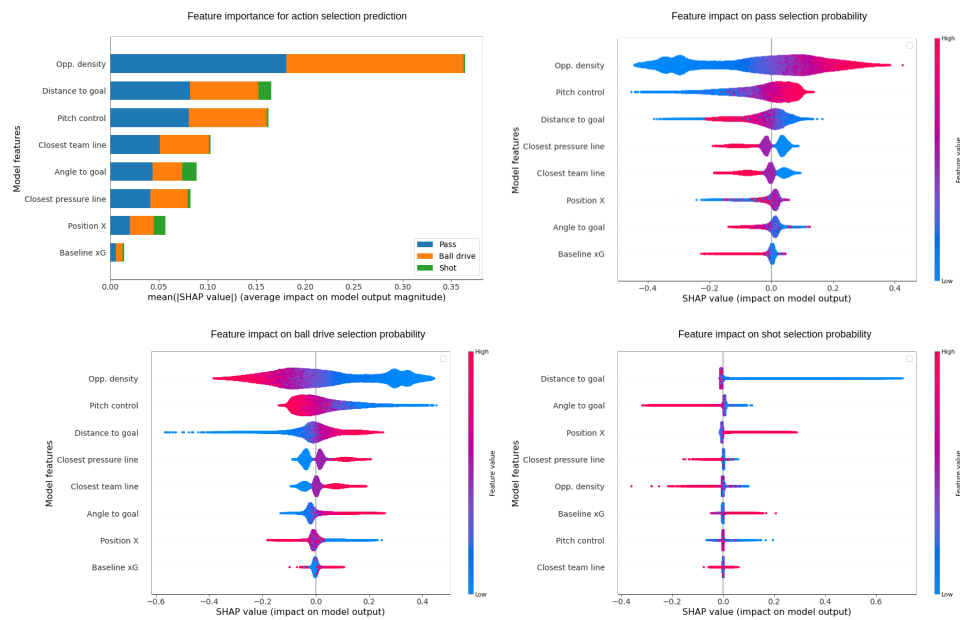 Feature importance for action selection prediction
Model features
Opp. density
Distance to goal
Pitch control
Closest team line
Angle to goal
Closest pressure line
Position X
Baseline xG
Pass
Ball drive
Shot
0.00 0.05 0.10 0.15 0.20 0.25 0.30 0.35
mean(|SHAP value|) (average impact on model output magnitude)
Feature impact on pass selection probability
Model features
Opp. density
Pitch control
Distance to goal
Closest pressure line
Closest team line
Position X
Angle to goal
Baseline xG
−0.4 −0.2 0.0 0.2 0.4
SHAP value (impact on model output)
High
Feature value
Low
Feature impact on ball drive selection probability
Model features
Opp. density
Pitch control
Distance to goal
Closest pressure line
Closest team line
Angle to goal
Position X
Baseline xG
−0.6 −0.4 −0.2 0.0 0.2 0.4
SHAP value (impact on model output)
High
Feature value
Low
Feature impact on shot selection probability
Model features
Distance to goal
Angle to goal
Position X
Closest pressure line
Opp. density
Baseline xG
Pitch control
Closest team line
−0.4 −0.2 0.0 0.2 0.4 0.6
SHAP value (impact on model output)
High
Feature value
Low